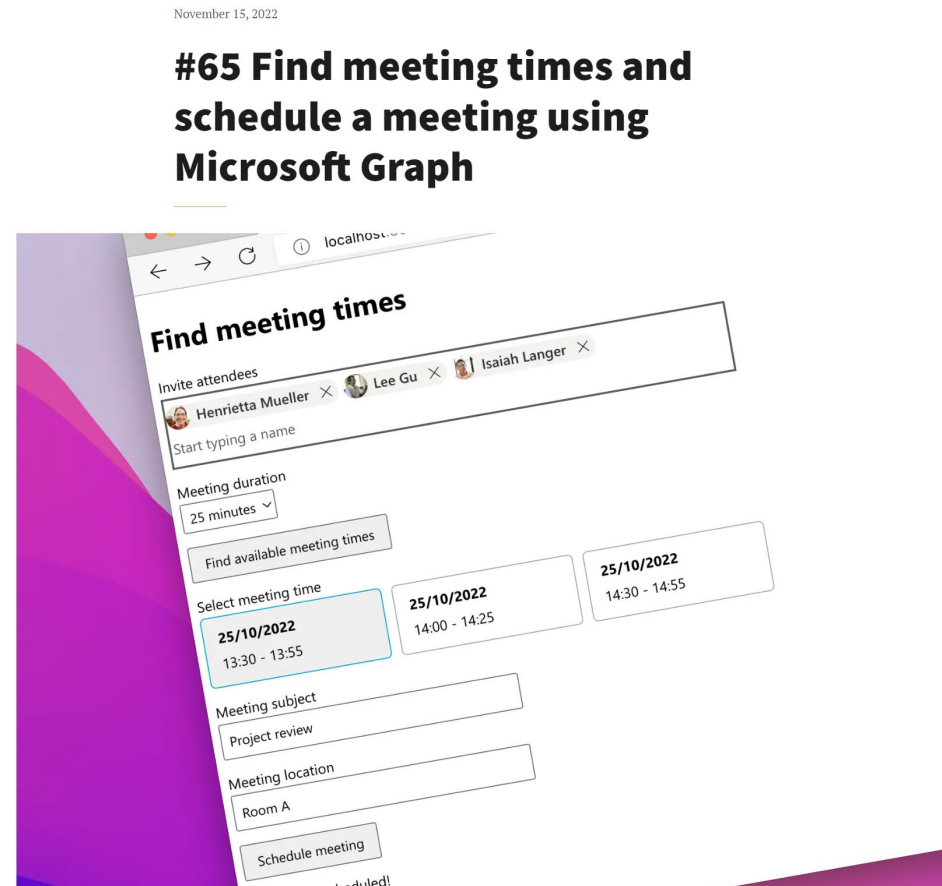 November 15, 2022
#65 Find meeting times and
schedule a meeting using
Microsoft Graph
Find meeting times
Invite attendees
Henrietta Mueller Lee Gu Isaiah Langer
Start typing a name
Meeting duration
25 minutes
Find available meeting times
Select meeting time
25/10/2022 25/10/2022 25/10/2022
13:30 - 13:55 14:00 - 14:25 14:30 - 14:55
Meeting subject
Project review
Meeting location
Room A
Schedule meeting